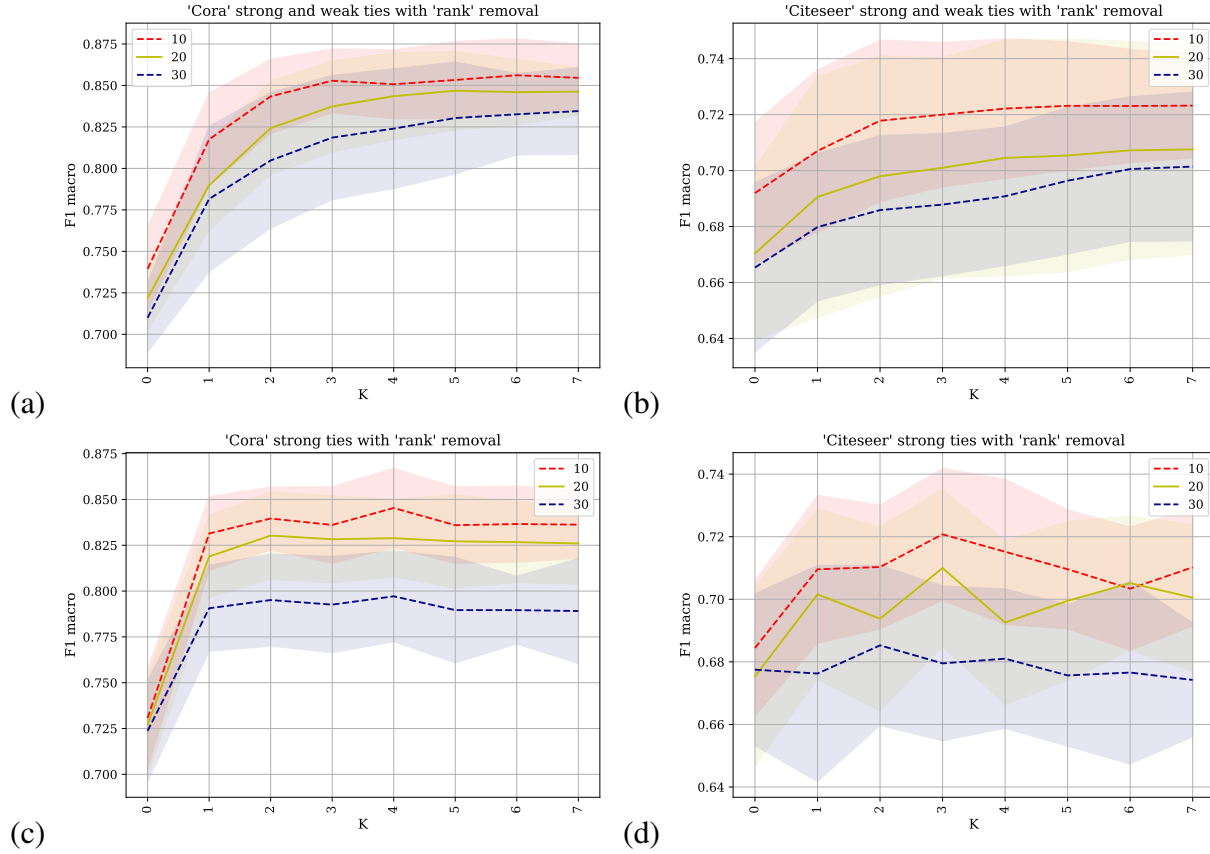 'Cora' strong and weak ties with 'rank' removal
0.875
0.850
0.825
0.800
0.775
0.750
0.725
0.700
F1 macro
10
20
30
0 1 2 3 4 5 6 7
K
(a)
'Citeseer' strong and weak ties with 'rank' removal
0.74
0.72
0.70
0.68
0.66
0.64
F1 macro
10
20
30
0 1 2 3 4 5 6 7
K
(b)
'Cora' strong ties with 'rank' removal
0.875
0.850
0.825
0.800
0.775
0.750
0.725
0.700
F1 macro
10
20
30
0 1 2 3 4 5 6 7
K
(c)
'Citeseer' strong ties with 'rank' removal
0.74
0.72
0.70
0.68
0.66
0.64
F1 macro
10
20
30
0 1 2 3 4 5 6 7
K
(d)